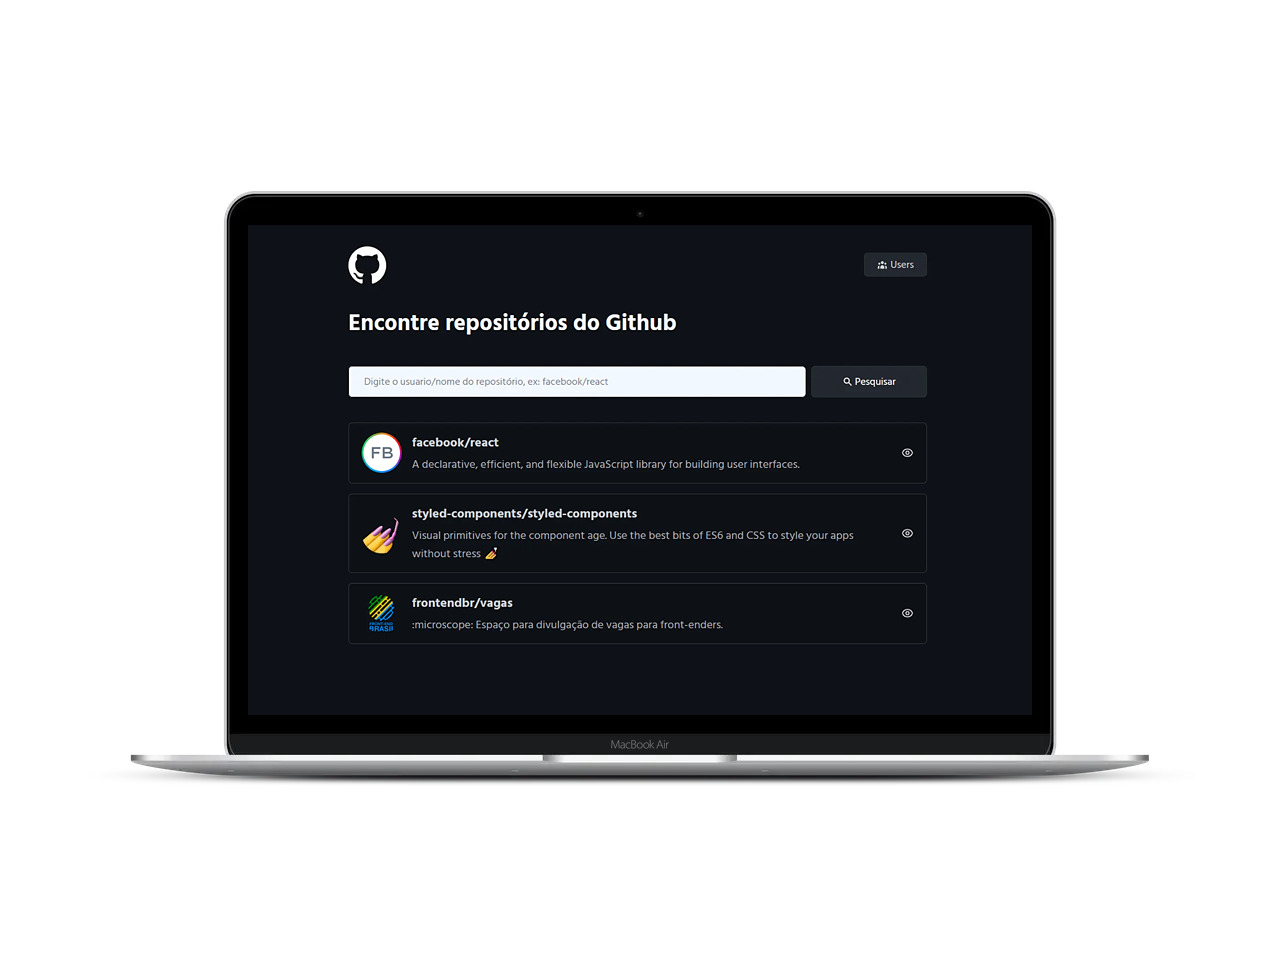 Users
Encontre repositórios do Github
Digite o usuario/nome do repositório, ex: facebook/react
Pesquisar
FB
facebook/react
A declarative, efficient, and flexible JavaScript library for building user interfaces.
styled-components/styled-components
Visual primitives for the component age. Use the best bits of ES6 and CSS to style your apps
without stress 💅
FRONT-END
BRASIL
frontendbr/vagas
:microscope: Espaço para divulgação de vagas para front-enders.
MacBook Air